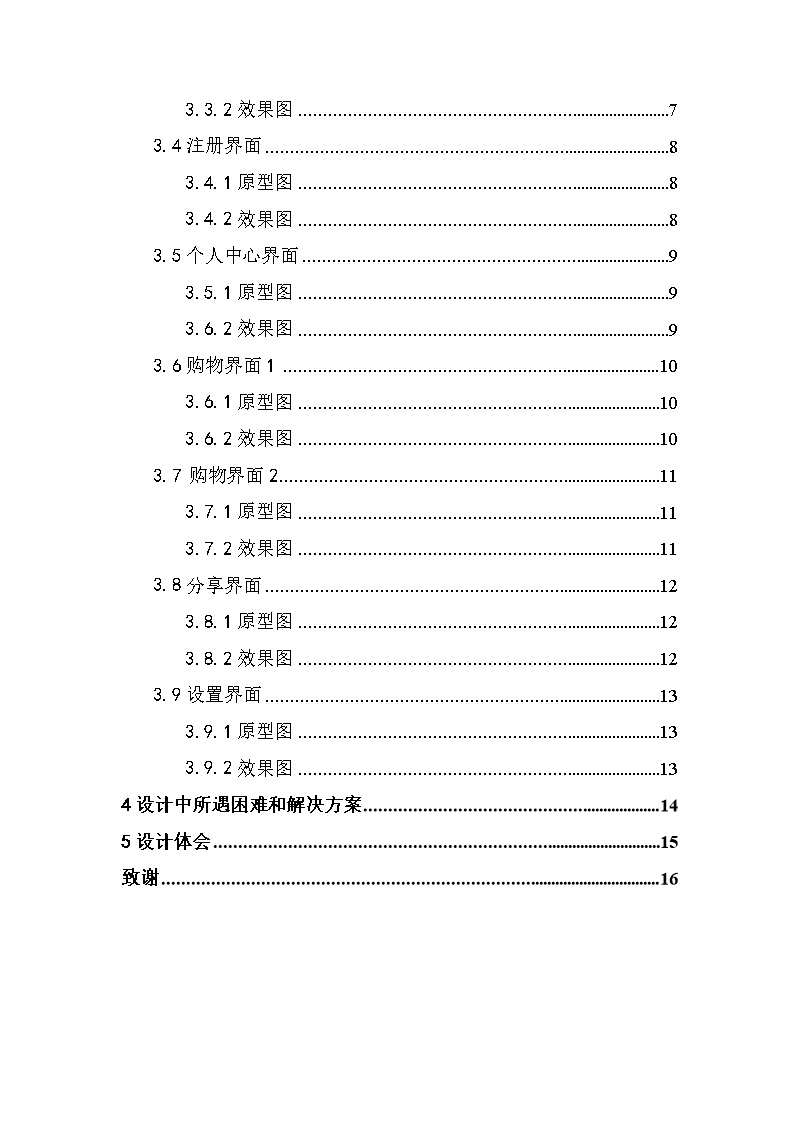 3.3.2效果图...............................................................7
3.4注册界面...............................................................8
3.4.1原型图...............................................................8
3.4.2效果图...............................................................8
3.5个人中心界面...............................................................9
3.5.1原型图...............................................................9
3.6.2效果图...............................................................9
3.6购物界面1 ...............................................................10
3.6.1原型图...............................................................10
3.6.2效果图...............................................................10
3.7 购物界面2...............................................................11
3.7.1原型图...............................................................11
3.7.2效果图...............................................................11
3.8分享界面...............................................................12
3.8.1原型图...............................................................12
3.8.2效果图...............................................................12
3.9设置界面...............................................................13
3.9.1原型图...............................................................13
3.9.2效果图...............................................................13
4设计中所遇困难和解决方案...............................................................14
5设计体会...............................................................15
致谢...............................................................16